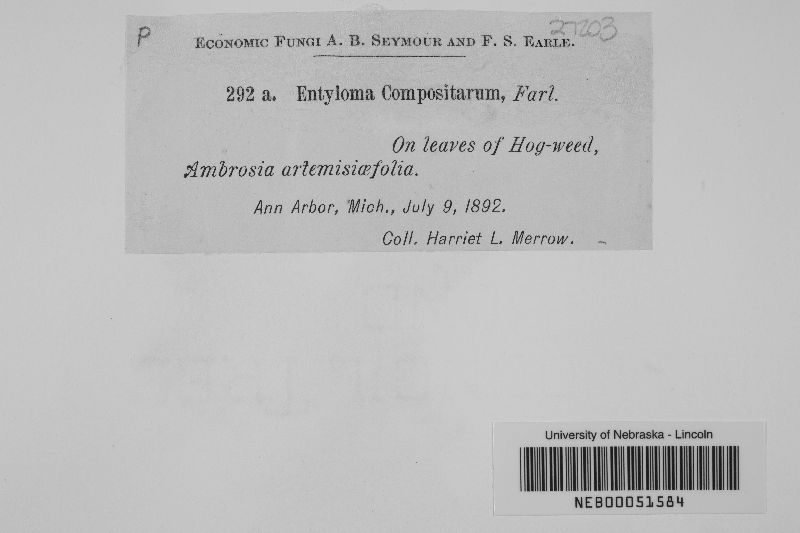 P
27203
Economic Fungi A. B. Seymour and F. S. Earle.
292 a. Entyloma Compositarum, Farl.
On leaves of Hog-weed,
Ambrosia artemisiæfolia.
Ann Arbor, Mich., July 9, 1892.
Coll. Harriet L. Merrow.
University of Nebraska - Lincoln
NEB00051584